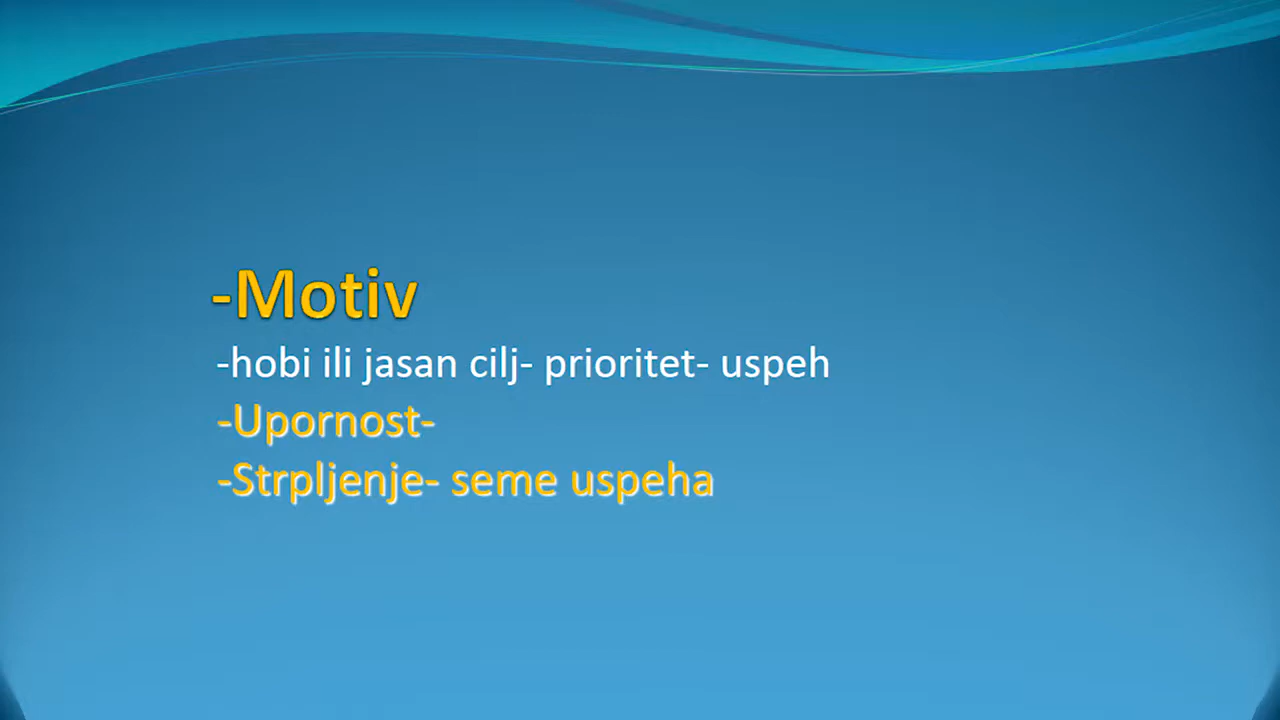 -Motiv
-hobi ili jasan cilj- prioritet- uspeh
-Upornost-
-Strpljenje- seme uspeha